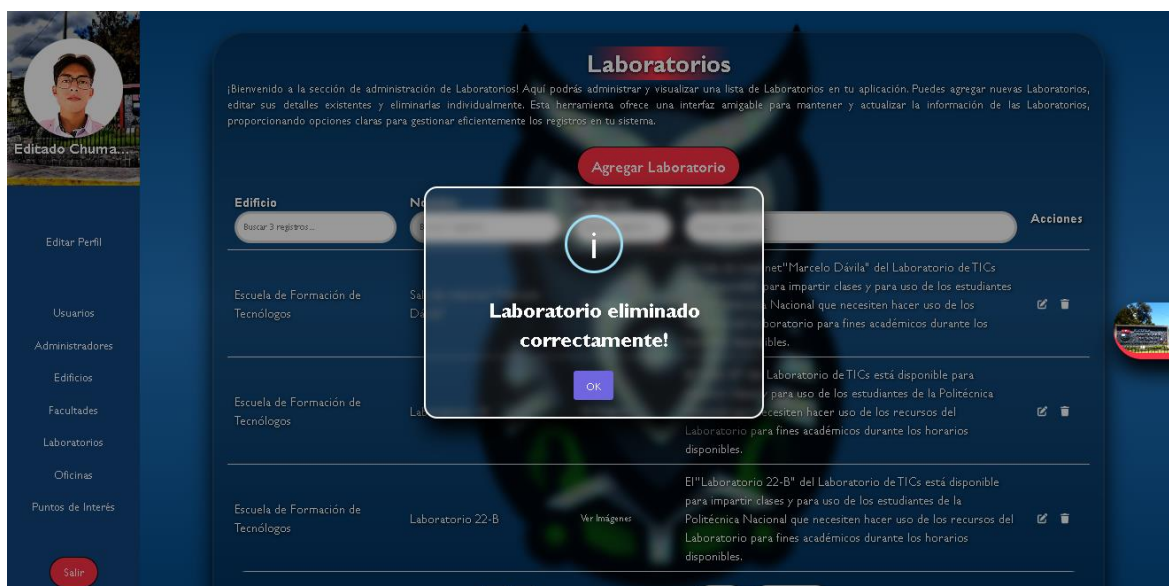 Editado Chuma...
Editar Perfil
Usuarios
Administradores
Edificios
Facultades
Laboratorios
Oficinas
Puntos de Interés
Salir
Laboratorios
¡Bienvenido a la sección de administración de Laboratorios! Aquí podrás administrar y visualizar una lista de Laboratorios en tu aplicación. Puedes agregar nuevas Laboratorios,
editar sus detalles existentes y eliminarlas individualmente. Esta herramienta ofrece una interfaz amigable para mantener y actualizar la información de las Laboratorios,
proporcionando opciones claras para gestionar eficientemente los registros en tu sistema.
Agregar Laboratorio
Edificio
Acciones
Buscar 3 registros...
Escuela de Formación de
Tecnólogos
"Marcelo Dávila" del Laboratorio de TICs
para impartir clases y para uso de los estudiantes
Nacional que necesiten hacer uso de los
para fines académicos durante los
Escuela de Formación de
Tecnólogos
Laboratorio de TICs está disponible para
para uso de los estudiantes de la Politécnica
hacer uso de los recursos del
Laboratorio para fines académicos durante los horarios
disponibles.
Escuela de Formación de
Tecnólogos
Laboratorio 22-B
Ver Imágenes
El "Laboratorio 22-B" del Laboratorio de TICs está disponible
para impartir clases y para uso de los estudiantes de la
Politécnica Nacional que necesiten hacer uso de los recursos del
Laboratorio para fines académicos durante los horarios
disponibles.
i
Laboratorio eliminado
correctamente!
OK